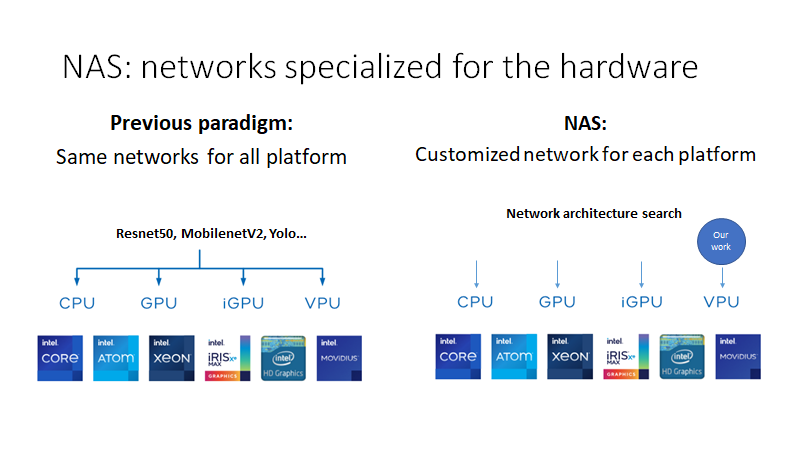 NAS: networks specialized for the hardware
Previous paradigm:
Same networks for all platform
Resnet50, MobilenetV2, Yolo...
CPU GPU iGPU VPU
intel. CORE
intel. ATOM
intel. XEON
intel. iRIS Xe MAX GRAPHICS
intel HD Graphics
intel. MOVIDIUS
NAS:
Customized network for each platform
Network architecture search
Our
work
CPU GPU iGPU VPU
intel. CORE
intel. ATOM
intel. XEON
intel. iRIS Xe MAX GRAPHICS
intel HD Graphics
intel. MOVIDIUS